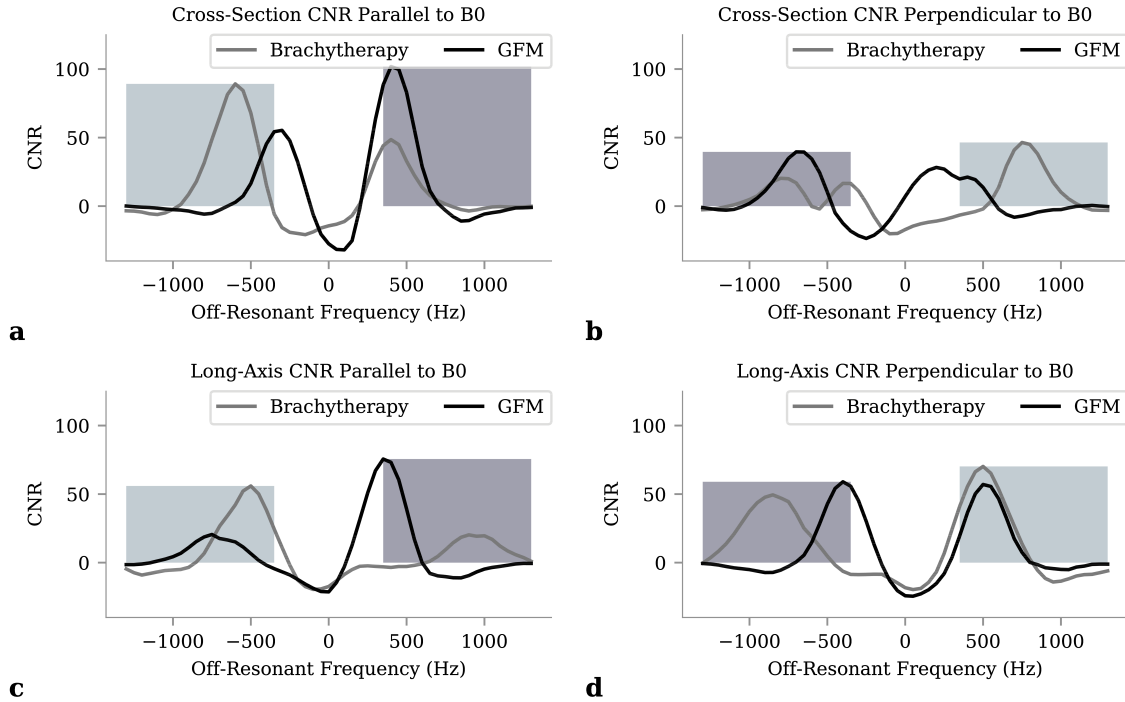 Cross-Section CNR Parallel to B0
Brachytherapy GFM
100
50
0
CNR
−1000 −500 0 500 1000
Off-Resonant Frequency (Hz)
a
Cross-Section CNR Perpendicular to B0
Brachytherapy GFM
100
50
0
CNR
−1000 −500 0 500 1000
Off-Resonant Frequency (Hz)
b
Long-Axis CNR Parallel to B0
Brachytherapy GFM
100
50
0
CNR
−1000 −500 0 500 1000
Off-Resonant Frequency (Hz)
c
Long-Axis CNR Perpendicular to B0
Brachytherapy GFM
100
50
0
CNR
−1000 −500 0 500 1000
Off-Resonant Frequency (Hz)
d